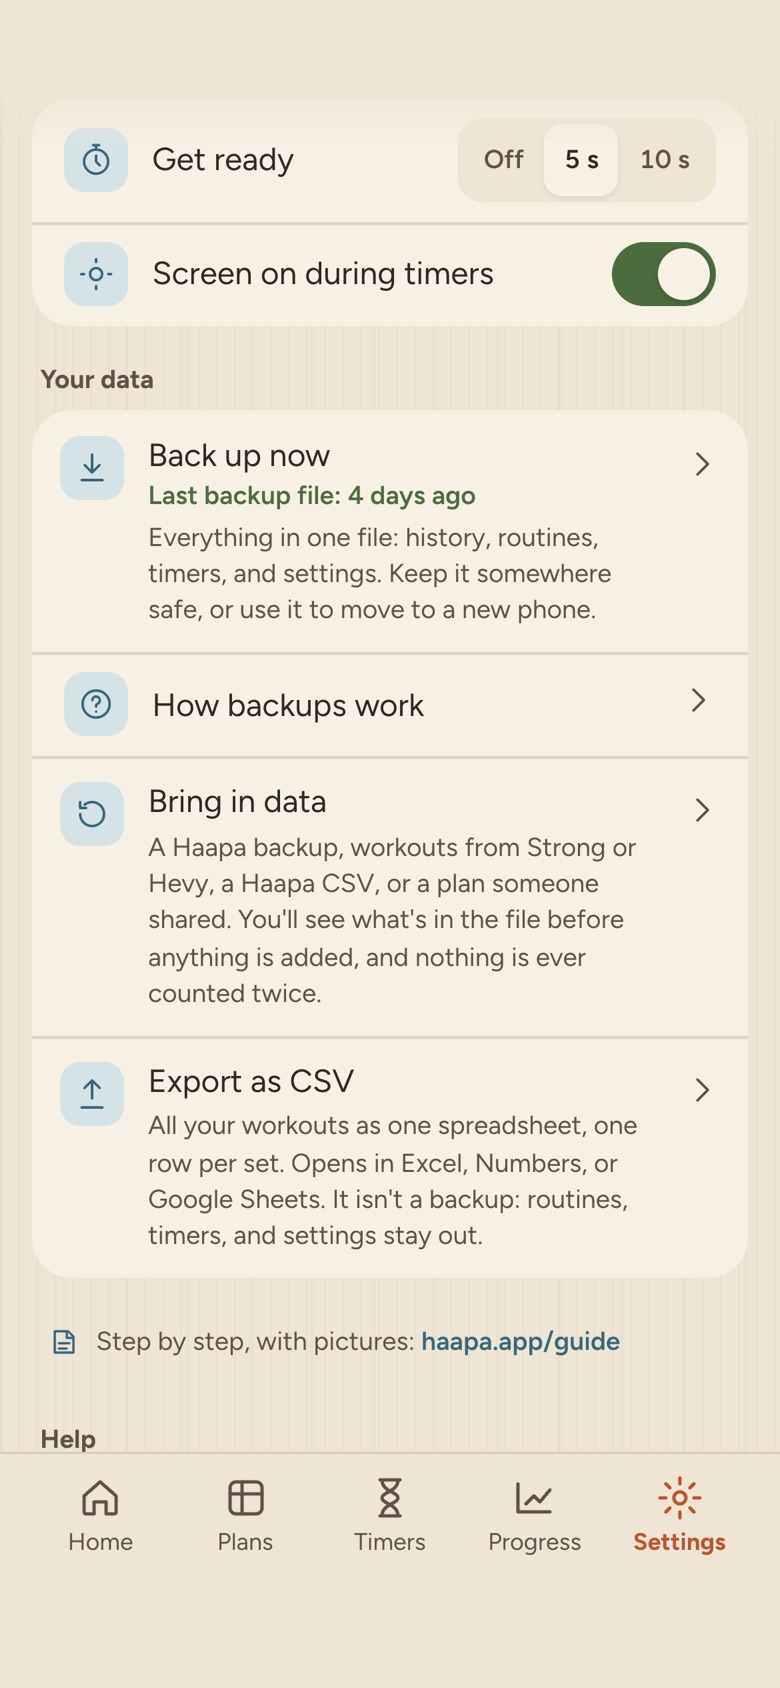 Get ready
Off 5 s 10 s
Screen on during timers
Your data
Back up now
Last backup file: 4 days ago
Everything in one file: history, routines,
timers, and settings. Keep it somewhere
safe, or use it to move to a new phone.
How backups work
Bring in data
A Haapa backup, workouts from Strong or
Hevy, a Haapa CSV, or a plan someone
shared. You'll see what's in the file before
anything is added, and nothing is ever
counted twice.
Export as CSV
All your workouts as one spreadsheet, one
row per set. Opens in Excel, Numbers, or
Google Sheets. It isn't a backup: routines,
timers, and settings stay out.
Step by step, with pictures: haapa.app/guide
Help
Home Plans Timers Progress Settings